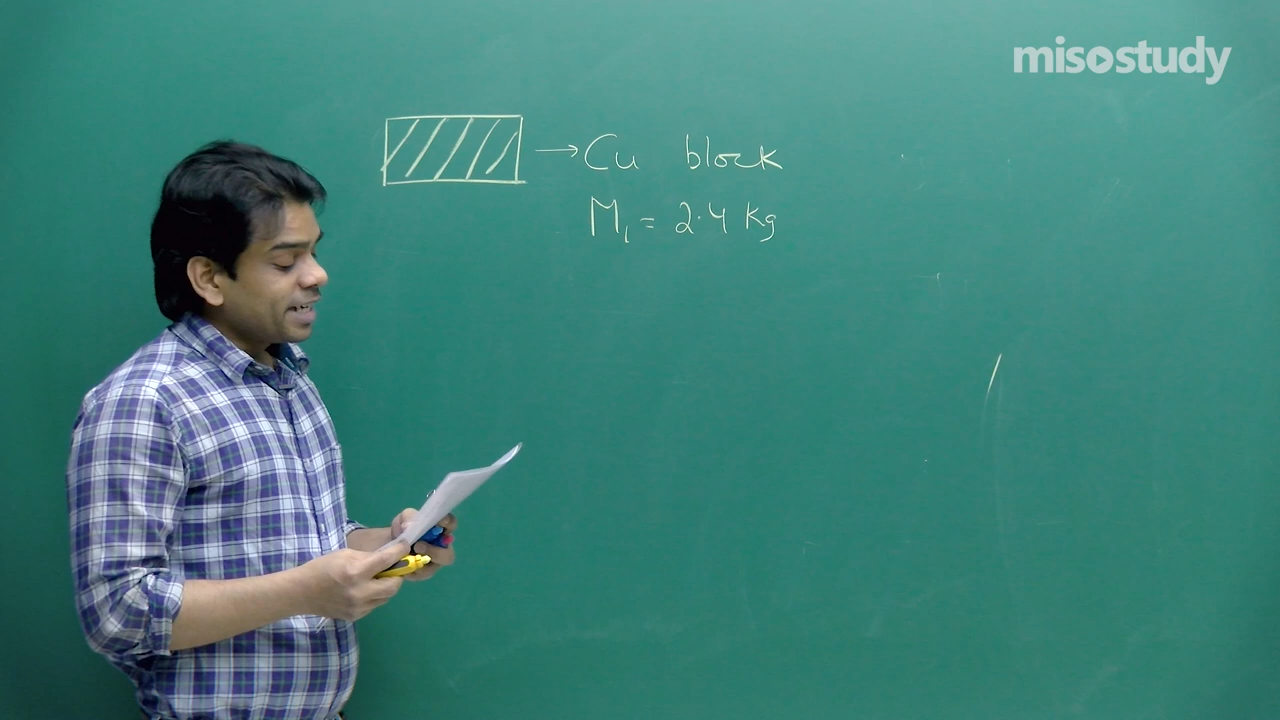 misostudy
→ Cu block
M₁ = 2.4 Kg